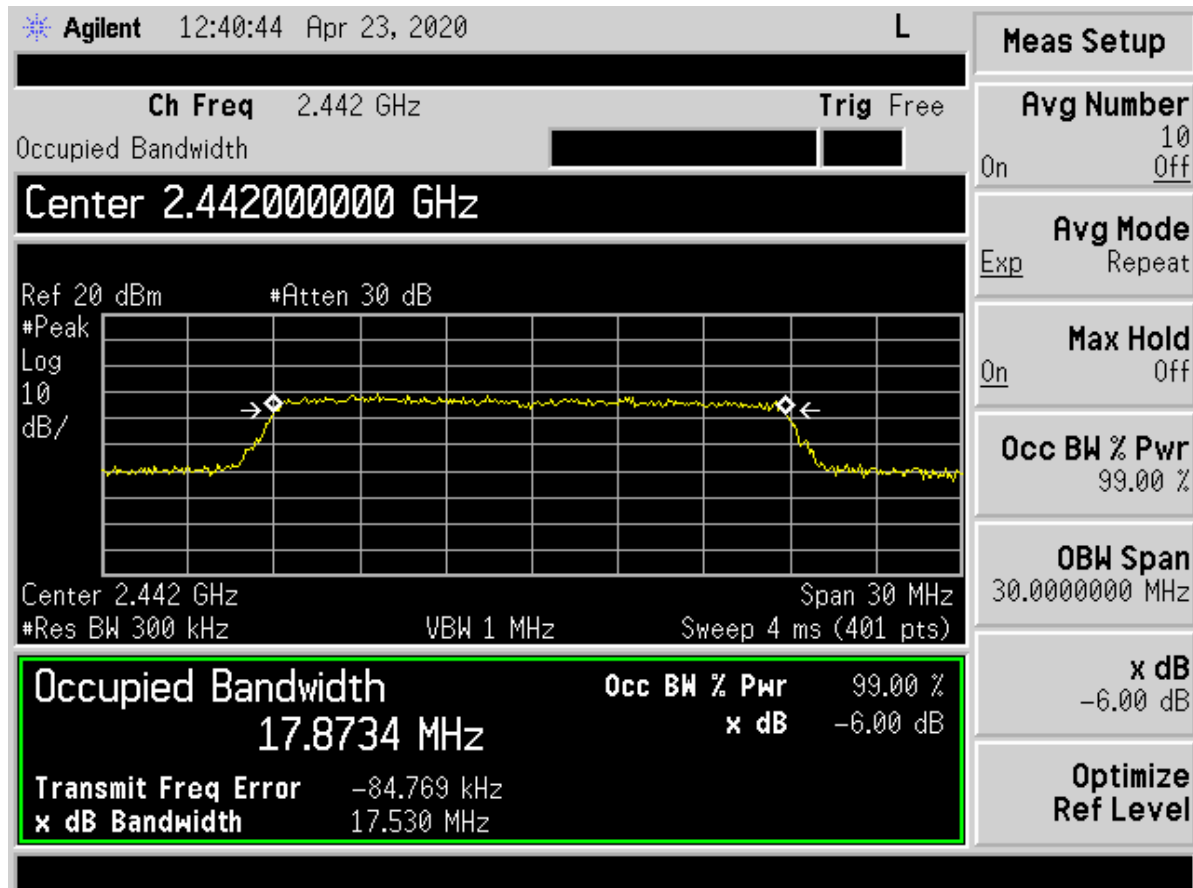 Agilent 12:40:44 Apr 23, 2020 L
Ch Freq 2.442 GHz Trig Free
Occupied Bandwidth
Center 2.442000000 GHz
Ref 20 dBm #Atten 30 dB
#Peak
Log
10
dB/
Center 2.442 GHz Span 30 MHz
#Res BW 300 kHz VBW 1 MHz Sweep 4 ms (401 pts)
Occupied Bandwidth Occ BW % Pwr 99.00 %
17.8734 MHz x dB -6.00 dB
Transmit Freq Error -84.769 kHz
x dB Bandwidth 17.530 MHz
Meas Setup
Avg Number
10
On Off
Avg Mode
Exp Repeat
Max Hold
On Off
Occ BW % Pwr
99.00 %
OBW Span
30.0000000 MHz
x dB
-6.00 dB
Optimize
Ref Level